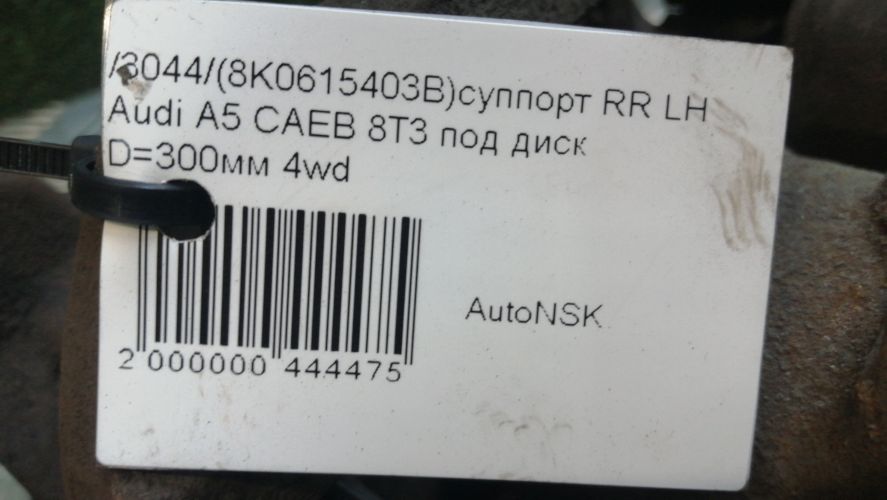 /3044/(8K0615403B)суппорт RR LH
Audi A5 CAEB 8T3 под диск
D=300мм 4wd
AutoNSK
2 000000 444475